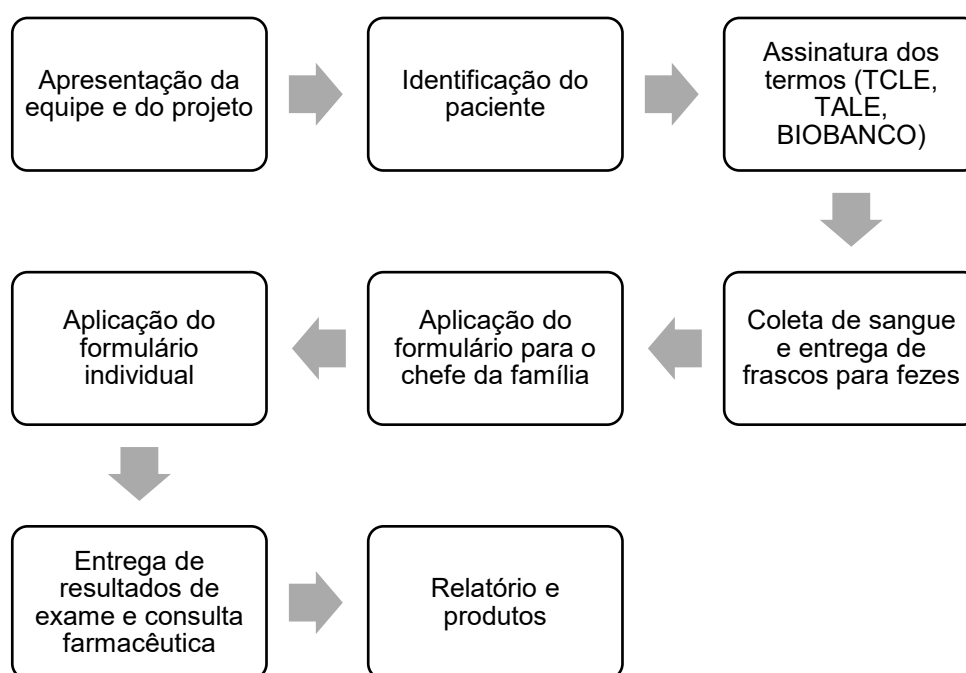 Apresentação da
equipe e do projeto
Identificação do
paciente
Assinatura dos
termos (TCLE,
TALE,
BIOBANCO)
Coleta de sangue
e entrega de
frascos para fezes
Aplicação do
formulário para o
chefe da família
Aplicação do
formulário
individual
Entrega de
resultados de
exame e consulta
farmacêutica
Relatório e
produtos